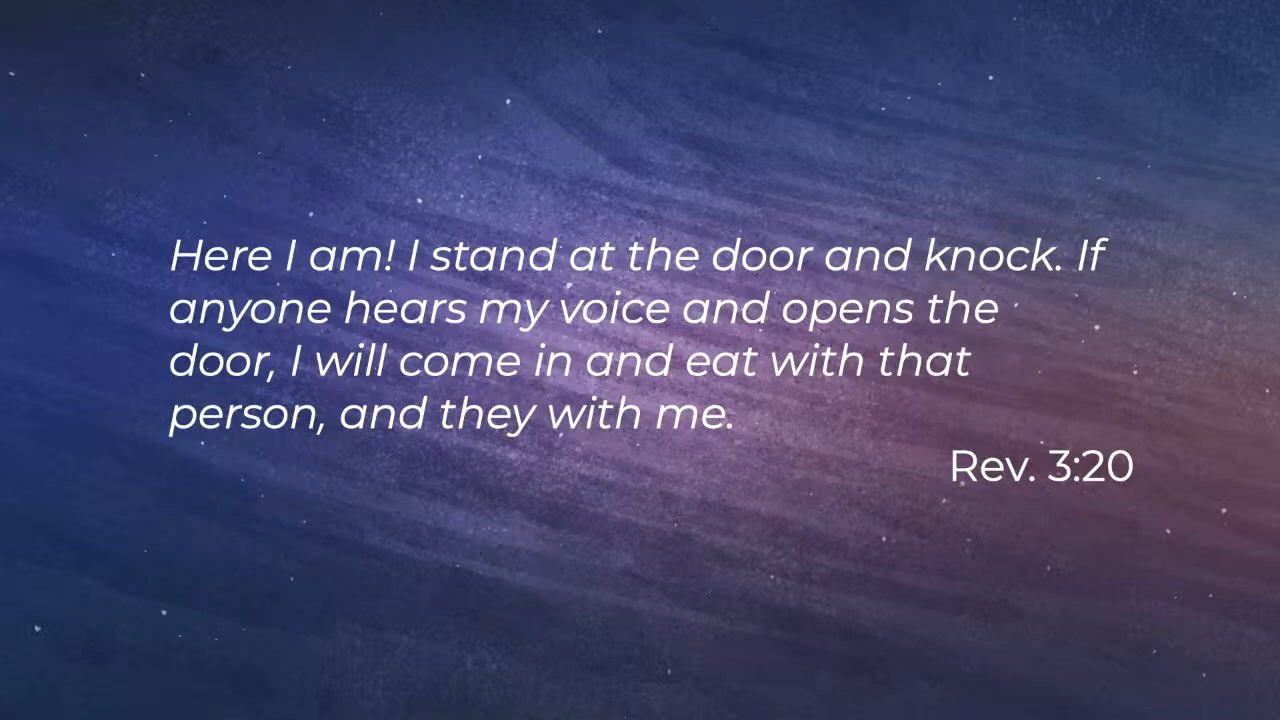 Here I am! I stand at the door and knock. If
anyone hears my voice and opens the
door, I will come in and eat with that
person, and they with me.
Rev. 3:20